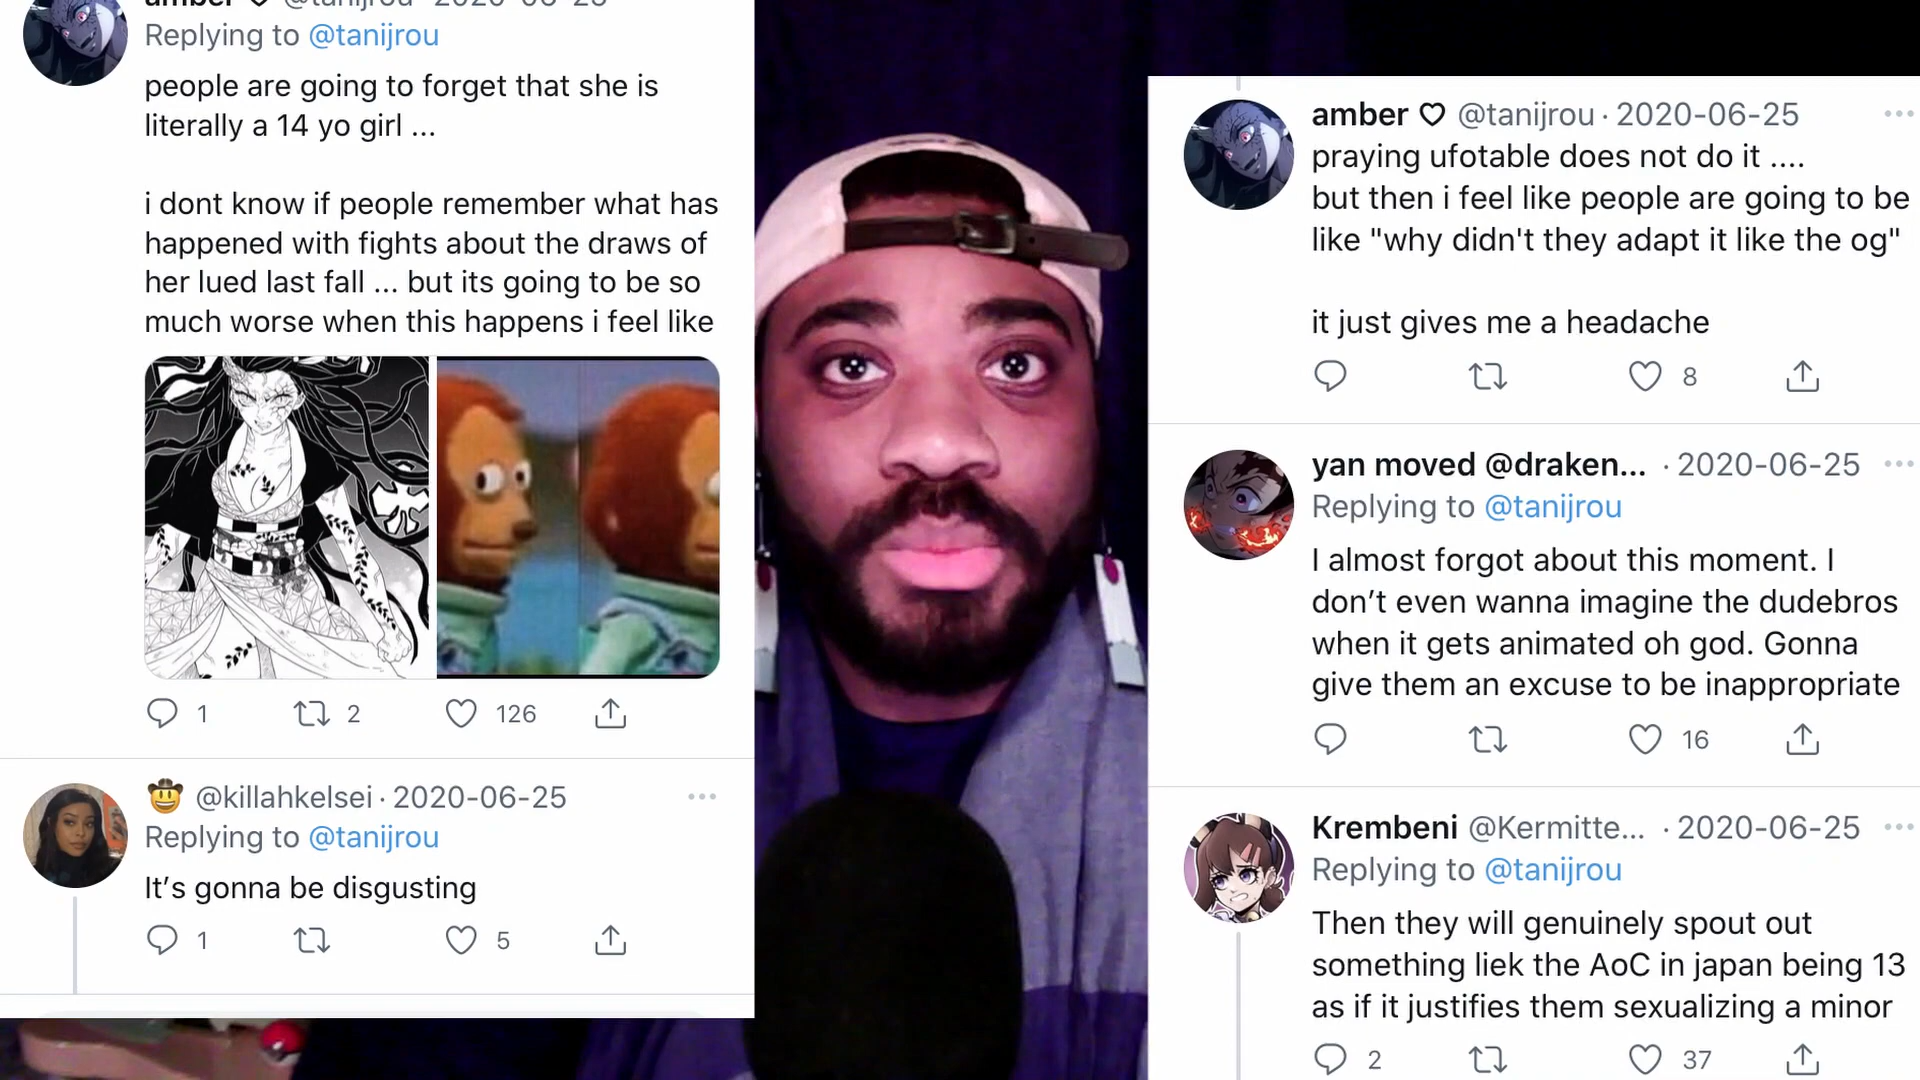 amber ♡ @tanijrou · 2020-06-25
Replying to @tanijrou
people are going to forget that she is
literally a 14 yo girl ...
i dont know if people remember what has
happened with fights about the draws of
her lued last fall ... but its going to be so
much worse when this happens i feel like
1 2 126
🤠 @killahkelsei · 2020-06-25
Replying to @tanijrou
It’s gonna be disgusting
1 5
amber ♡ @tanijrou · 2020-06-25
praying ufotable does not do it ....
but then i feel like people are going to be
like "why didn't they adapt it like the og"
it just gives me a headache
8
yan moved @draken... · 2020-06-25
Replying to @tanijrou
I almost forgot about this moment. I
don’t even wanna imagine the dudebros
when it gets animated oh god. Gonna
give them an excuse to be inappropriate
16
Krembeni @Kermitte... · 2020-06-25
Replying to @tanijrou
Then they will genuinely spout out
something liek the AoC in japan being 13
as if it justifies them sexualizing a minor
2 37